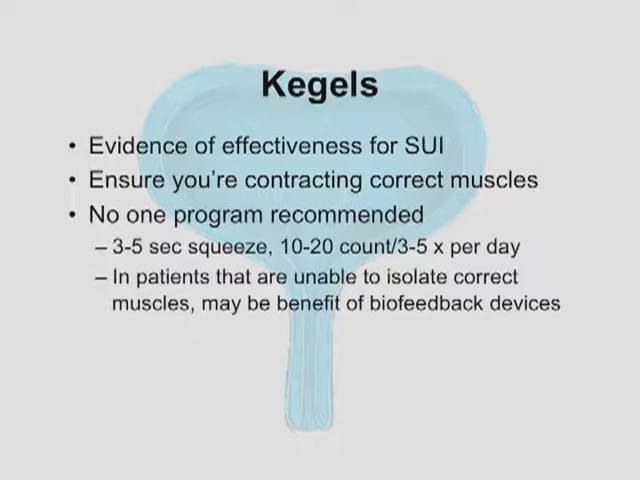 Kegels
• Evidence of effectiveness for SUI
• Ensure you're contracting correct muscles
• No one program recommended
– 3-5 sec squeeze, 10-20 count/3-5 x per day
– In patients that are unable to isolate correct
muscles, may be benefit of biofeedback devices